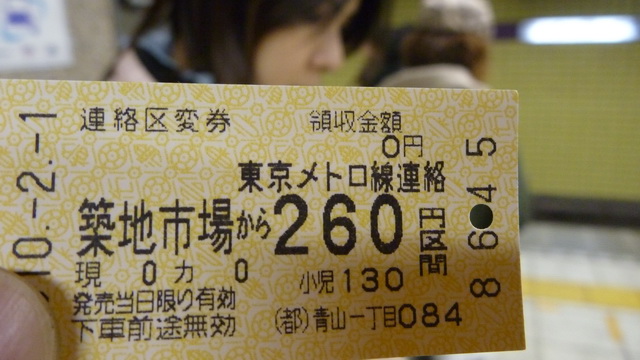 連絡区変券 領収金額
0円
東京メトロ線連絡
築地市場から260円区間
現 0 カ 0 小児130
発売当日限り有効
下車前途無効 (都)青山一丁目084
10.-2.-1
8645